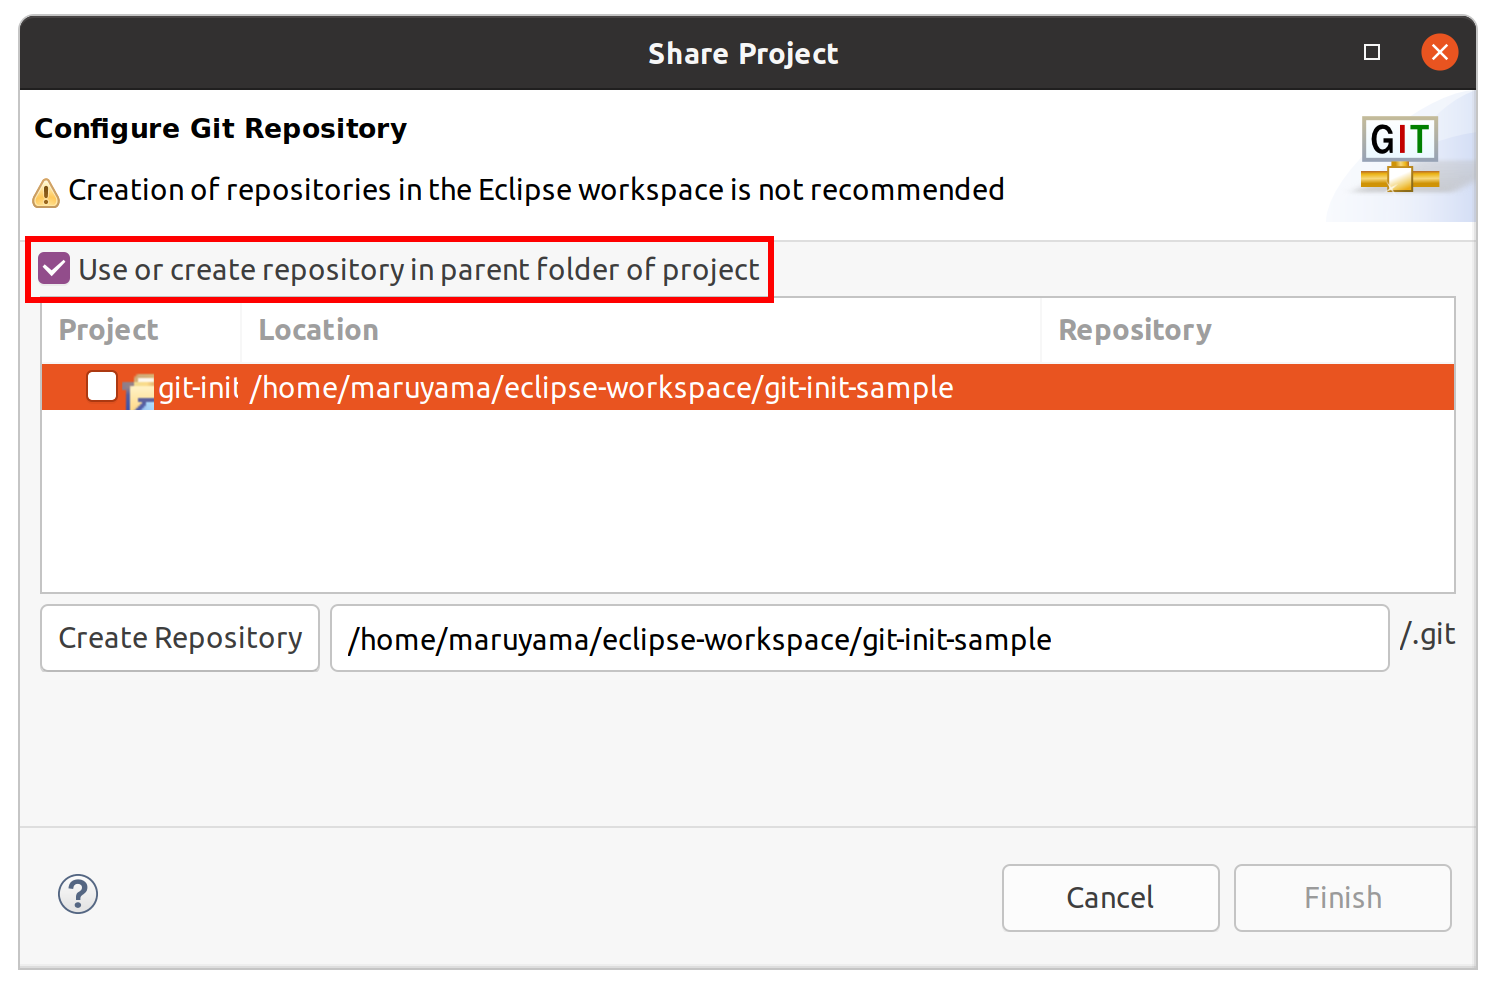 Share Project
Configure Git Repository
GIT
Creation of repositories in the Eclipse workspace is not recommended
Use or create repository in parent folder of project
Project Location Repository
git-init /home/maruyama/eclipse-workspace/git-init-sample
Create Repository /home/maruyama/eclipse-workspace/git-init-sample /.git
? Cancel Finish